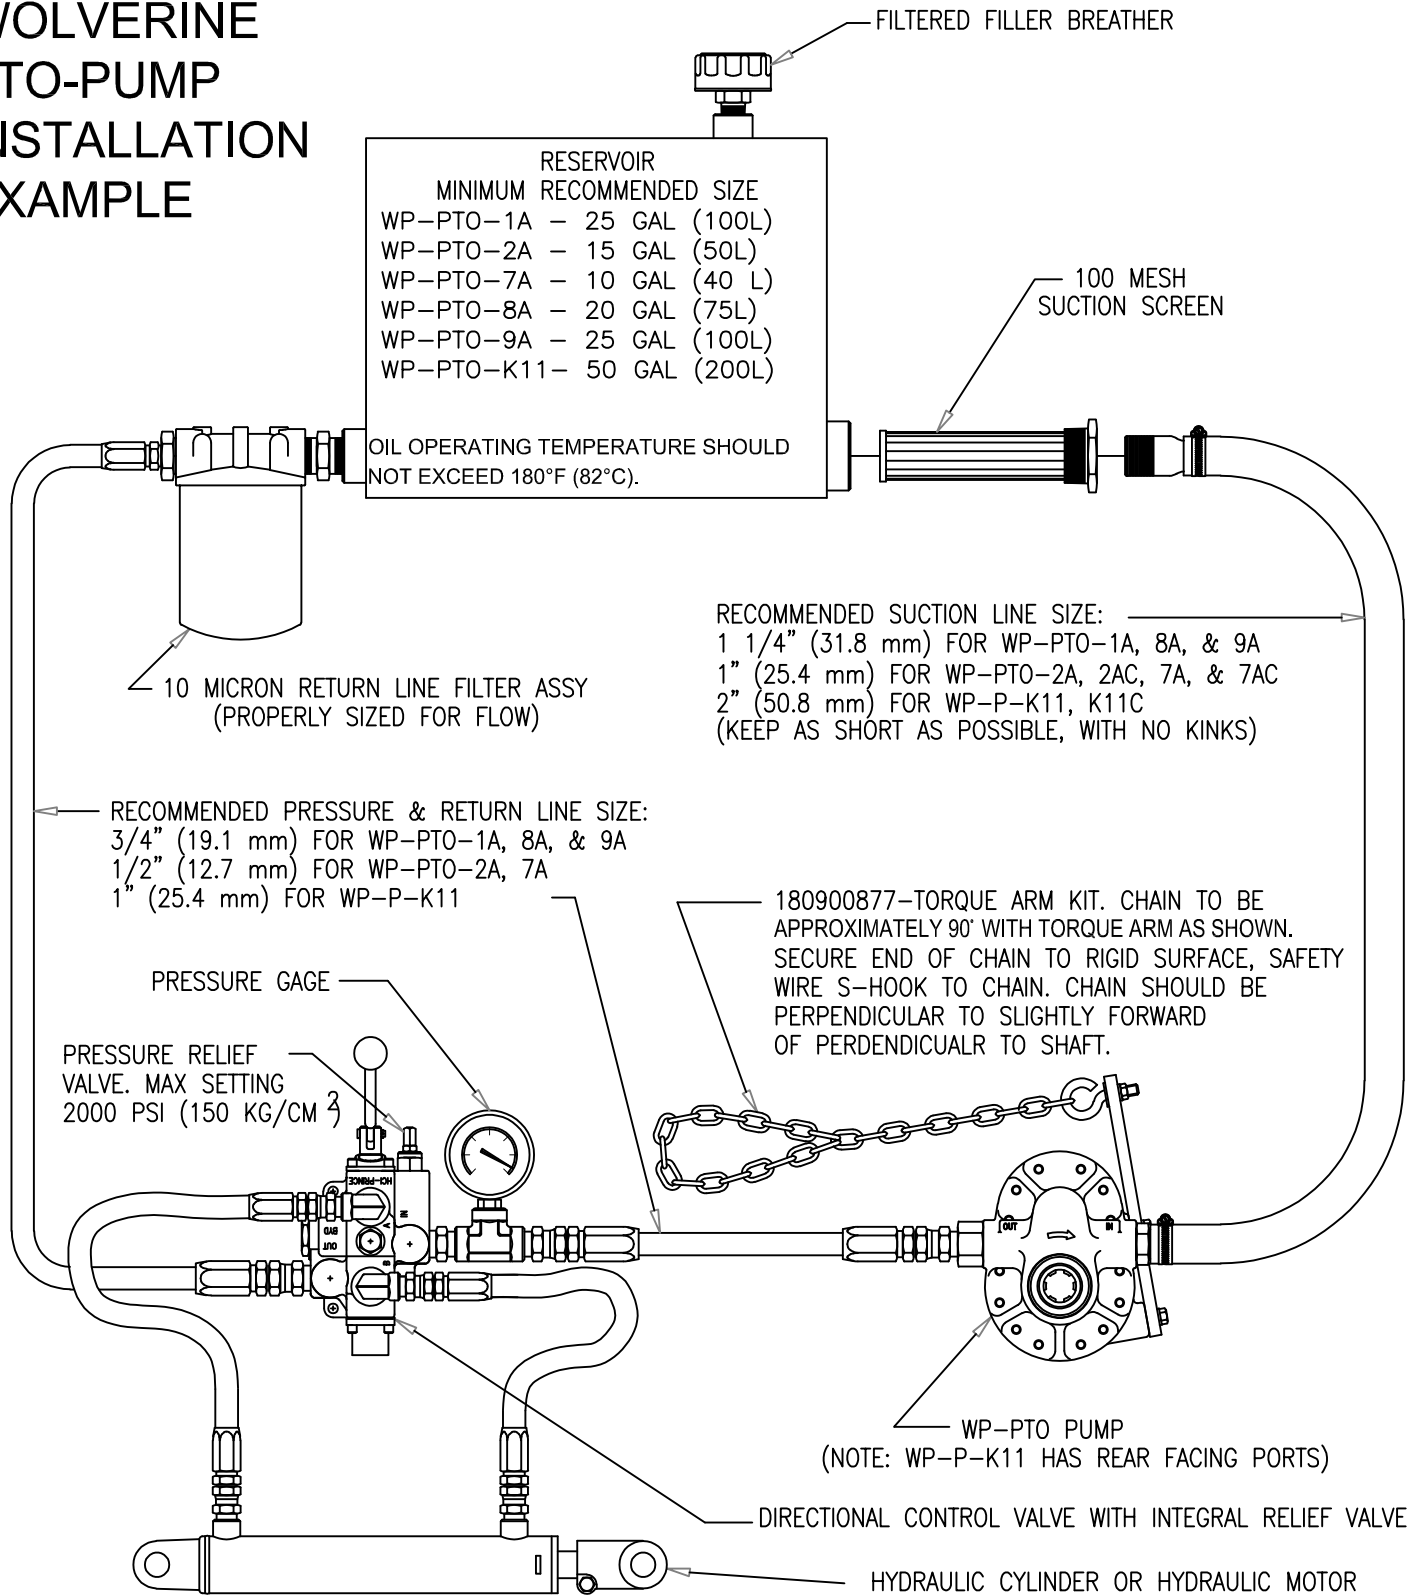 WOLVERINE
TO-PUMP
NSTALLATION
XAMPLE
FILTERED FILLER BREATHER
RESERVOIR
MINIMUM RECOMMENDED SIZE
WP-PTO-1A - 25 GAL (100L)
WP-PTO-2A - 15 GAL (50L)
WP-PTO-7A - 10 GAL (40 L)
WP-PTO-8A - 20 GAL (75L)
WP-PTO-9A - 25 GAL (100L)
WP-PTO-K11- 50 GAL (200L)
OIL OPERATING TEMPERATURE SHOULD
NOT EXCEED 180°F (82°C).
100 MESH
SUCTION SCREEN
RECOMMENDED SUCTION LINE SIZE:
1 1/4" (31.8 mm) FOR WP-PTO-1A, 8A, & 9A
1" (25.4 mm) FOR WP-PTO-2A, 2AC, 7A, & 7AC
2" (50.8 mm) FOR WP-P-K11, K11C
(KEEP AS SHORT AS POSSIBLE, WITH NO KINKS)
10 MICRON RETURN LINE FILTER ASSY
(PROPERLY SIZED FOR FLOW)
RECOMMENDED PRESSURE & RETURN LINE SIZE:
3/4" (19.1 mm) FOR WP-PTO-1A, 8A, & 9A
1/2" (12.7 mm) FOR WP-PTO-2A, 7A
1" (25.4 mm) FOR WP-P-K11
180900877-TORQUE ARM KIT. CHAIN TO BE
APPROXIMATELY 90° WITH TORQUE ARM AS SHOWN.
SECURE END OF CHAIN TO RIGID SURFACE, SAFETY
WIRE S-HOOK TO CHAIN. CHAIN SHOULD BE
PERPENDICULAR TO SLIGHTLY FORWARD
OF PERDENDICUALR TO SHAFT.
PRESSURE GAGE
PRESSURE RELIEF
VALVE. MAX SETTING
2000 PSI (150 KG/CM²)
HCI-PRINCE
IN
A
OUT
BYD
B
OUT
IN
WP-PTO PUMP
(NOTE: WP-P-K11 HAS REAR FACING PORTS)
DIRECTIONAL CONTROL VALVE WITH INTEGRAL RELIEF VALVE
HYDRAULIC CYLINDER OR HYDRAULIC MOTOR